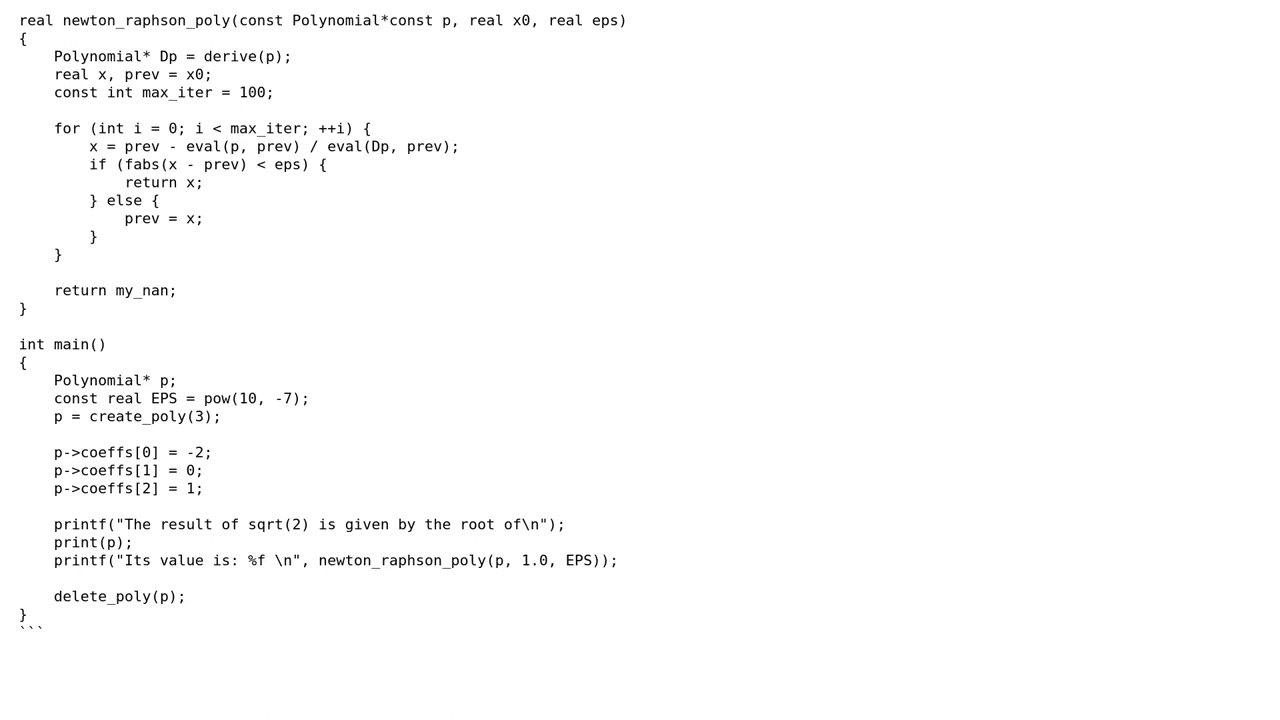 real newton_raphson_poly(const Polynomial*const p, real x0, real eps)
{
    Polynomial* Dp = derive(p);
    real x, prev = x0;
    const int max_iter = 100;

    for (int i = 0; i < max_iter; ++i) {
        x = prev - eval(p, prev) / eval(Dp, prev);
        if (fabs(x - prev) < eps) {
            return x;
        } else {
            prev = x;
        }
    }

    return my_nan;
}

int main()
{
    Polynomial* p;
    const real EPS = pow(10, -7);
    p = create_poly(3);

    p->coeffs[0] = -2;
    p->coeffs[1] = 0;
    p->coeffs[2] = 1;

    printf("The result of sqrt(2) is given by the root of\n");
    print(p);
    printf("Its value is: %f \n", newton_raphson_poly(p, 1.0, EPS));

    delete_poly(p);
}
```